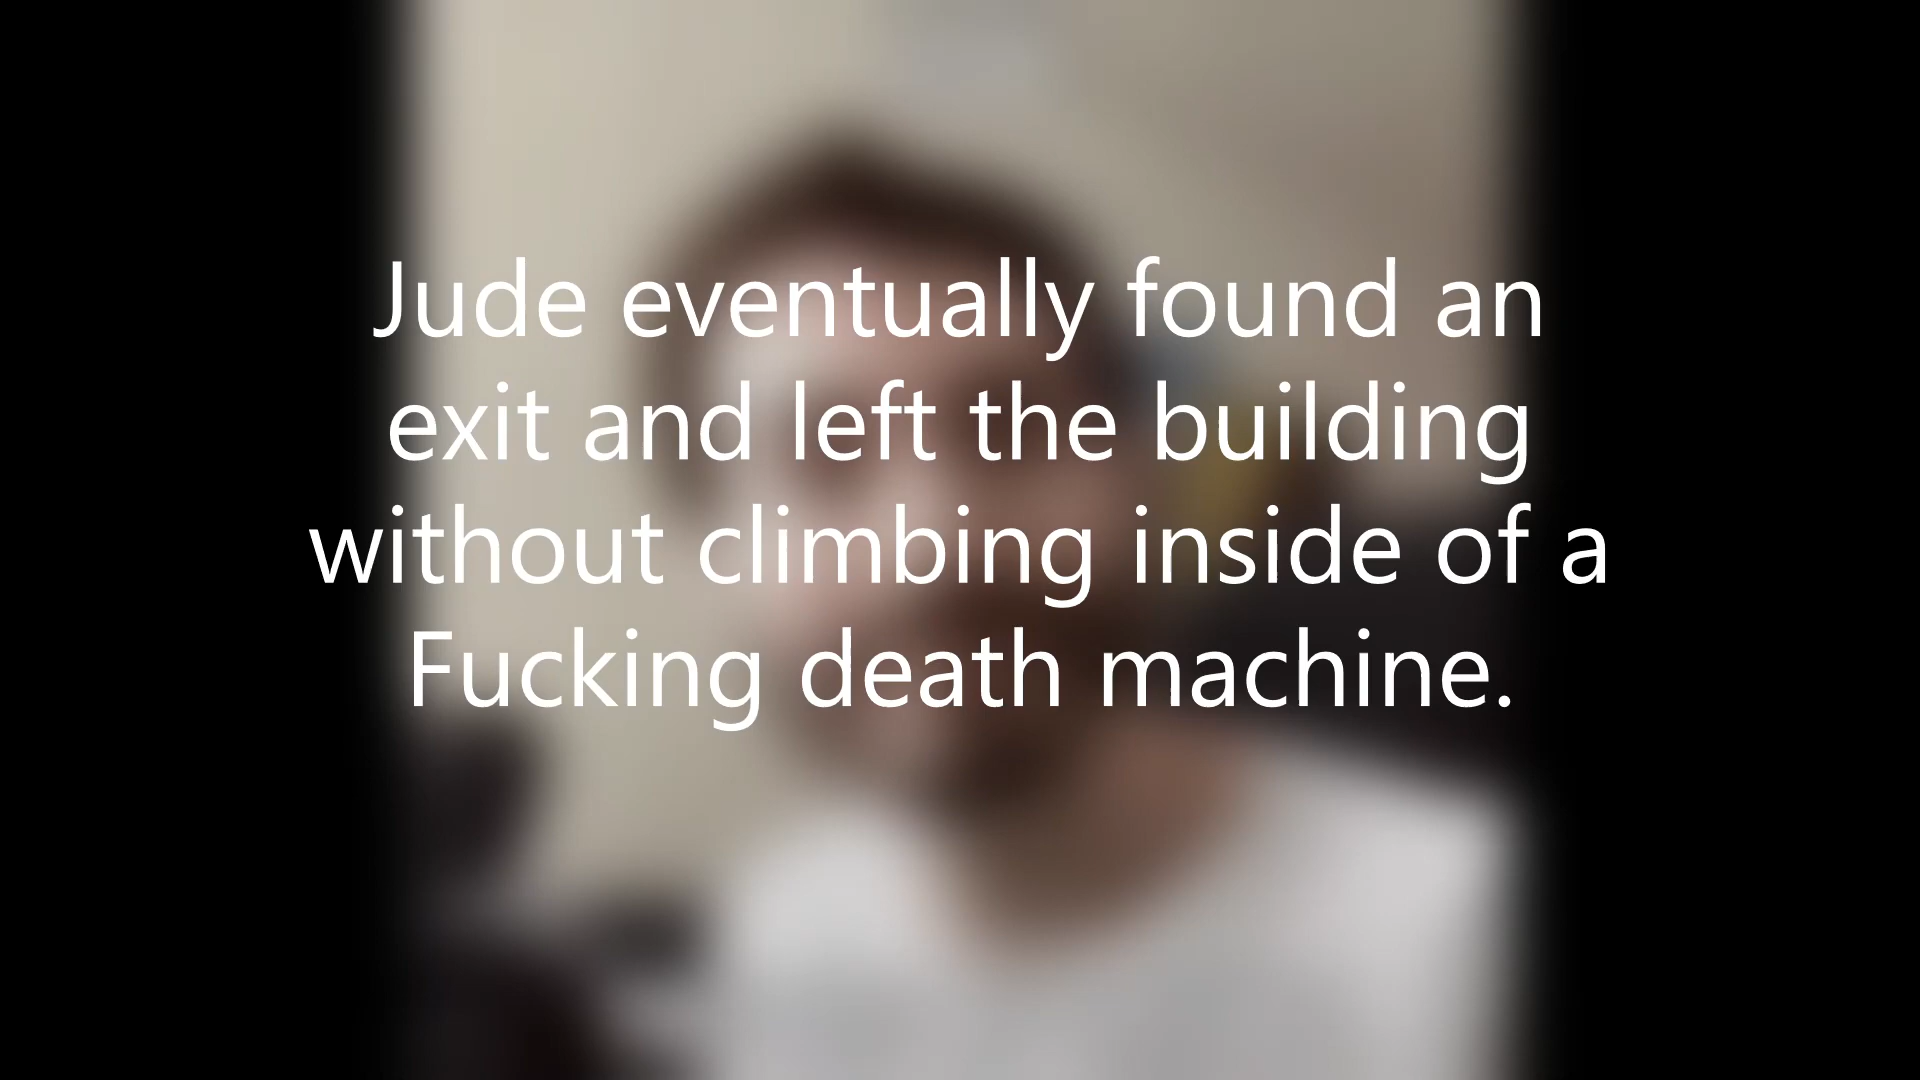 Jude eventually found an
exit and left the building
without climbing inside of a
Fucking death machine.